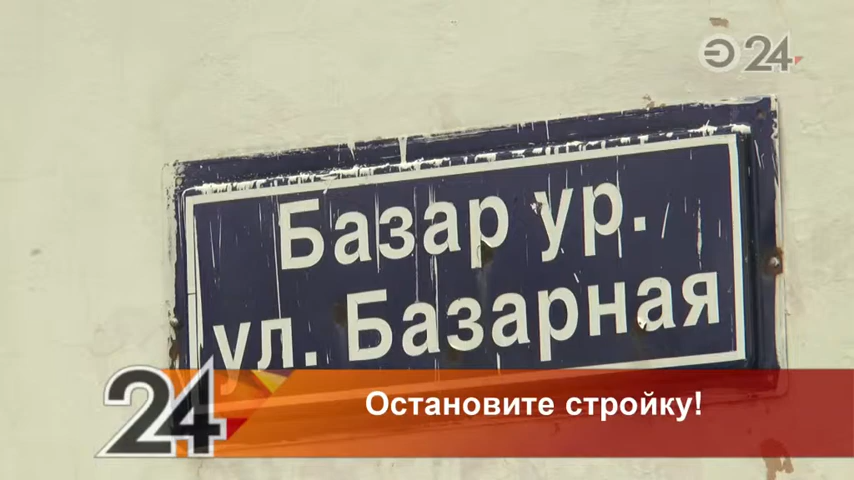 Э24
Базар ур.
ул. Базарная
24
Остановите стройку!